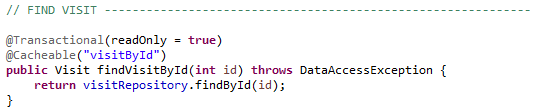 // FIND VISIT ----------------------------------------------------------------
@Transactional(readOnly = true)
@Cacheable("visitById")
public Visit findVisitById(int id) throws DataAccessException {
    return visitRepository.findById(id);
}